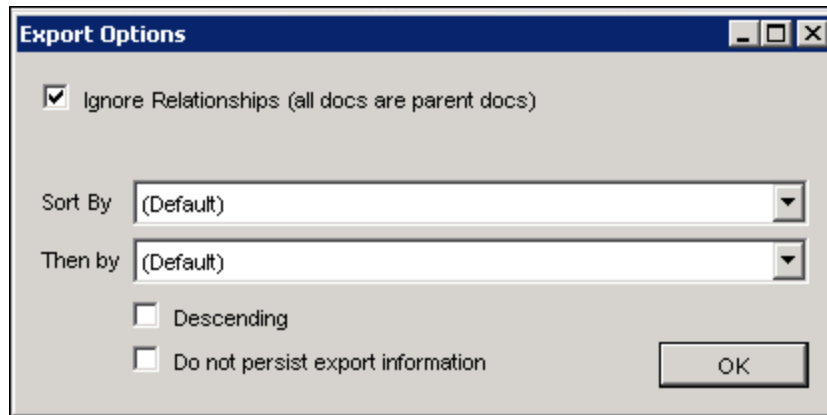 Export Options
Ignore Relationships (all docs are parent docs)
Sort By (Default)
Then by (Default)
Descending
Do not persist export information
OK